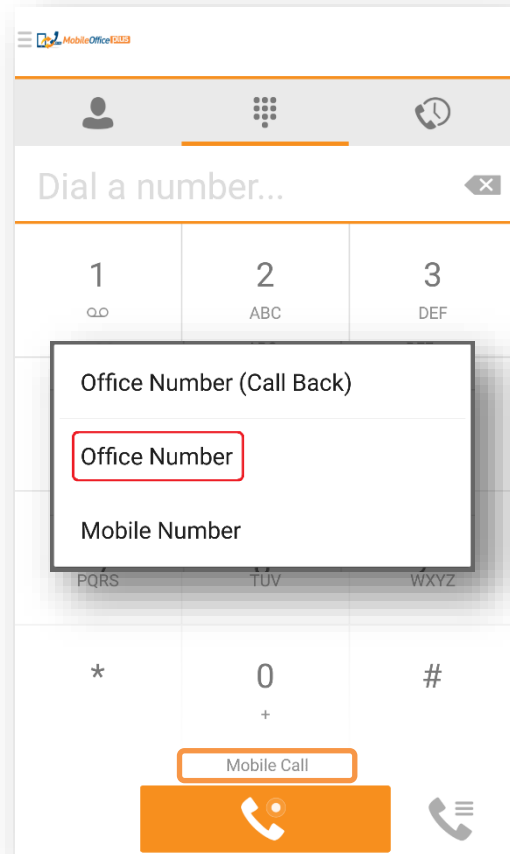 MobileOffice PLUS
Dial a number...
1 2 3
ABC DEF
Office Number (Call Back)
Office Number
Mobile Number
PQRS TUV WXYZ
* 0 #
+
Mobile Call